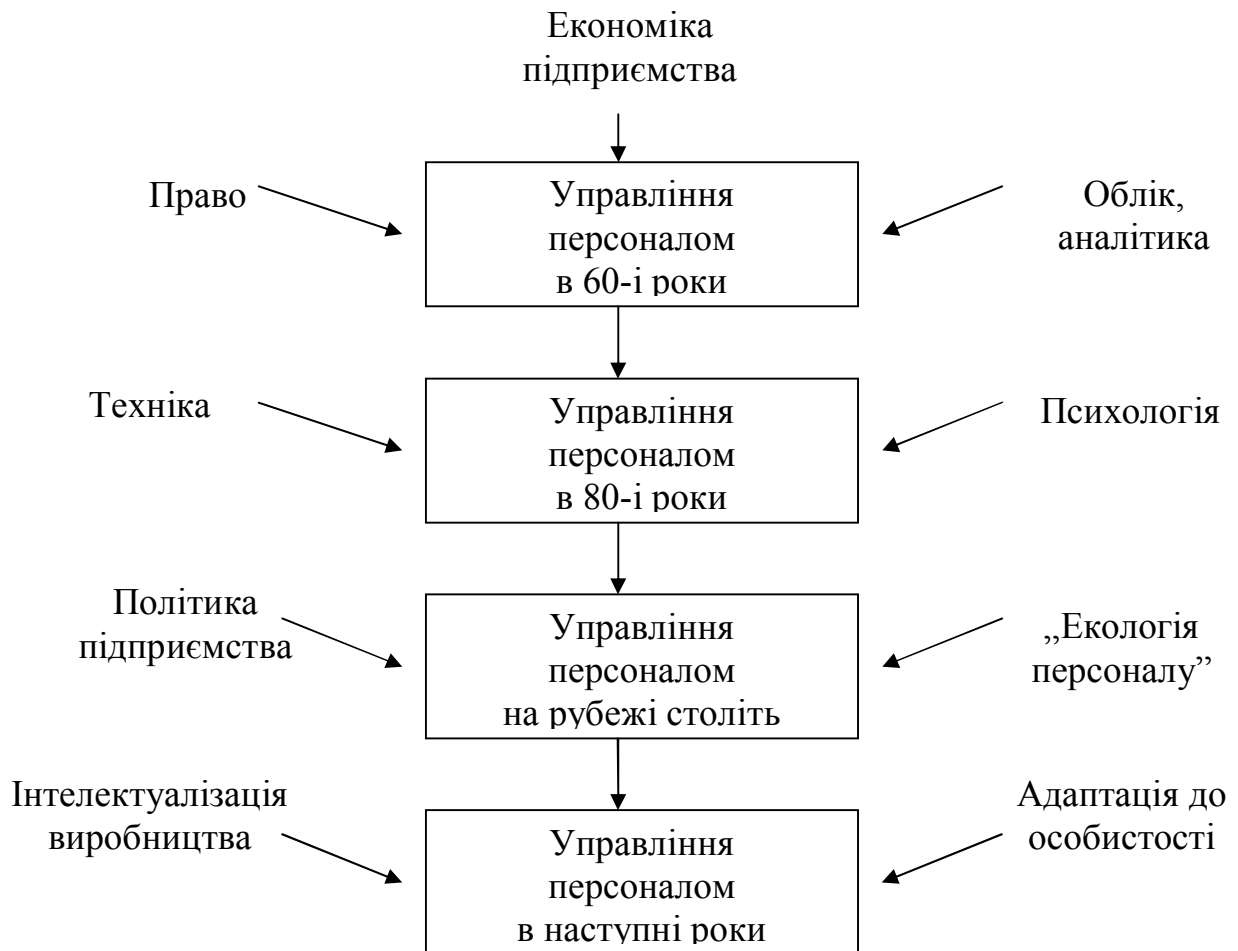 Економіка
підприємства
Право
Управління
персоналом
в 60-і роки
Облік,
аналітика
Техніка
Управління
персоналом
в 80-і роки
Психологія
Політика
підприємства
Управління
персоналом
на рубежі століть
„Екологія
персоналу”
Інтелектуалізація
виробництва
Управління
персоналом
в наступні роки
Адаптація до
особистості